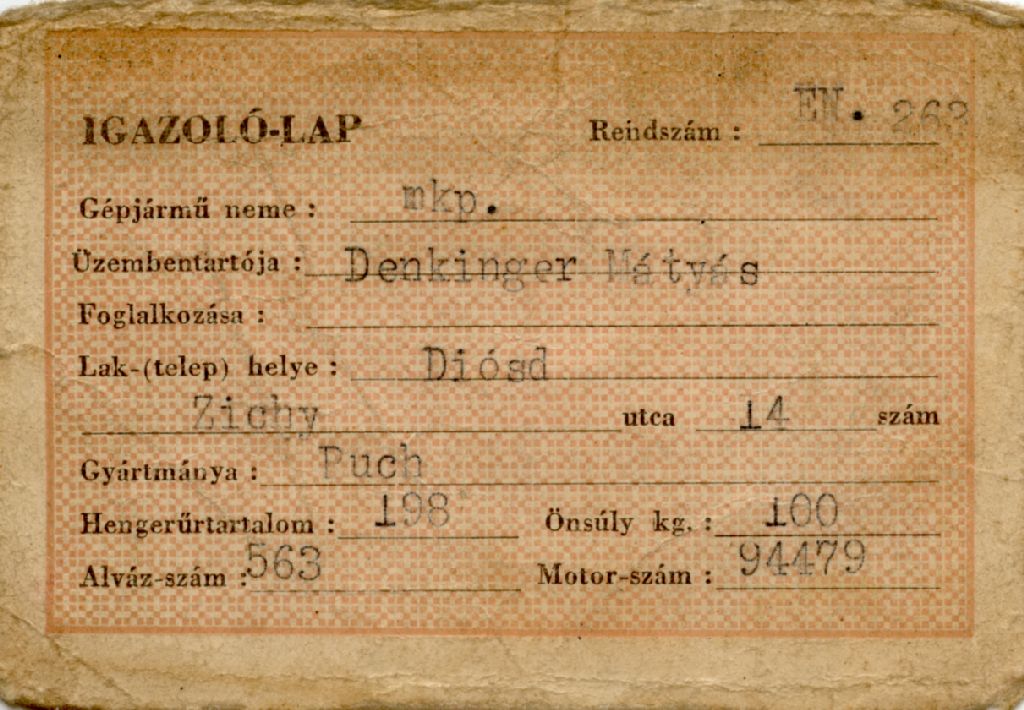 IGAZOLÓ-LAP Rendszám : EN. 263
Gépjármű neme : mkp.
Üzembentartója : Denkinger Mátyás
Foglalkozása :
Lak-(telep) helye : Diósd
Zichy utca 14 szám
Gyártmánya : Puch
Hengerűrtartalom : 198 Önsúly kg. : 100
Alváz-szám : 563 Motor-szám : 94479